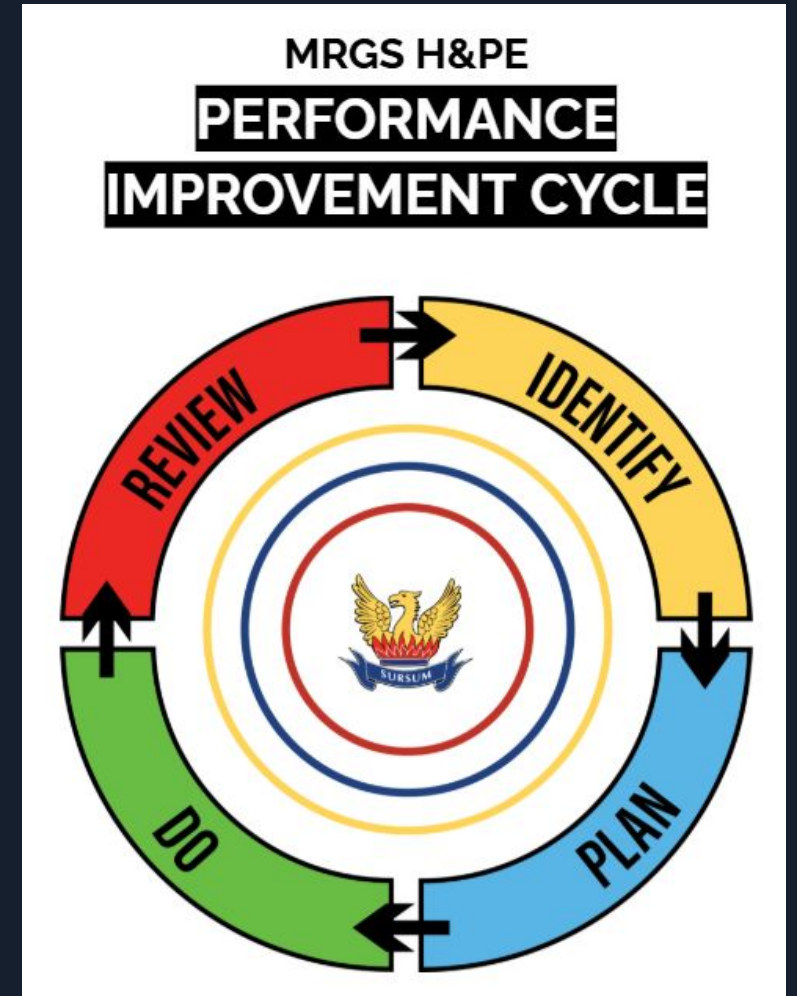 MRGS H&PE
PERFORMANCE
IMPROVEMENT CYCLE
REVIEW
IDENTIFY
SURSUM
DO
PLAN